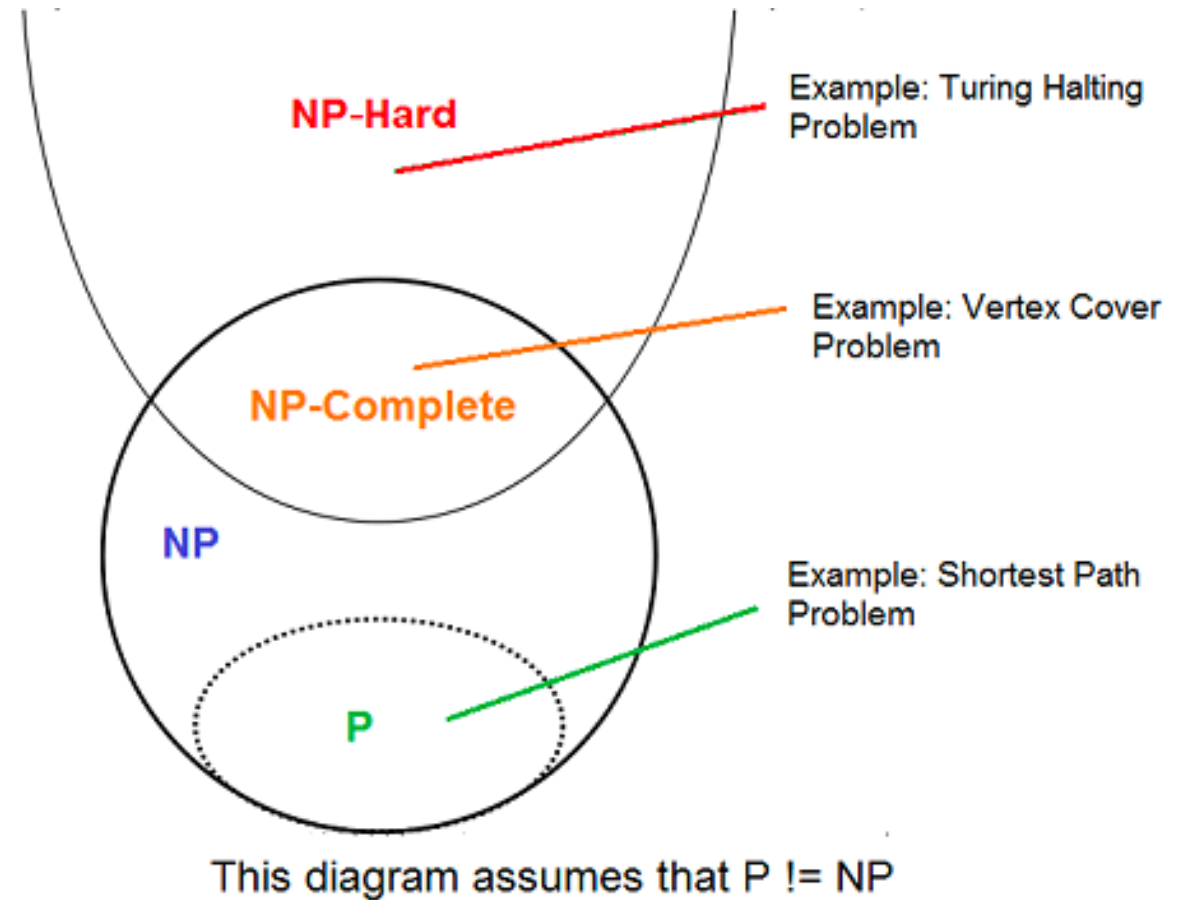 NP-Hard
Example: Turing Halting
Problem
Example: Vertex Cover
Problem
NP-Complete
NP
Example: Shortest Path
Problem
P
This diagram assumes that P != NP